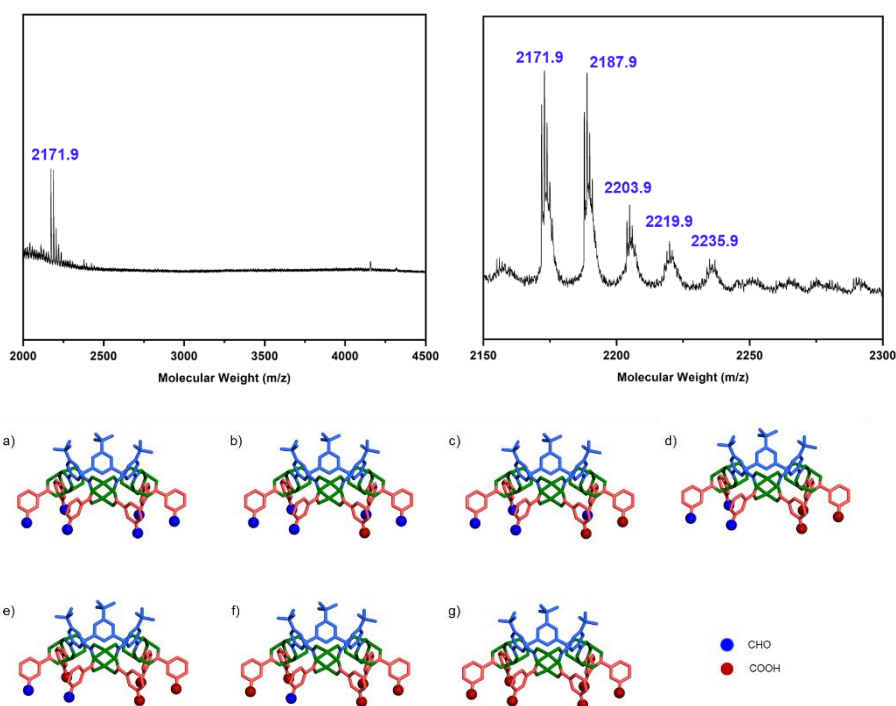 2171.9
2000 2500 3000 3500 4000 4500
Molecular Weight (m/z)
2171.9
2187.9
2203.9
2219.9
2235.9
2150 2200 2250 2300
Molecular Weight (m/z)
a)
b)
c)
d)
e)
f)
g)
CHO
COOH